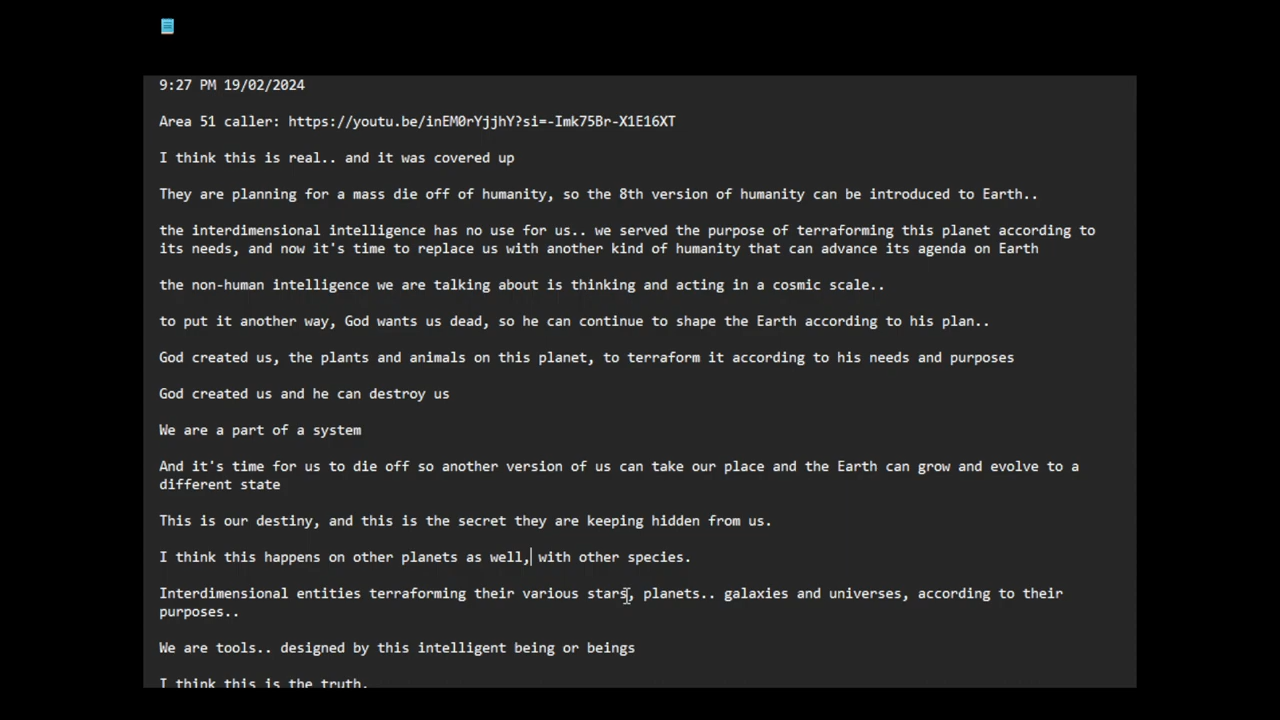 9:27 PM 19/02/2024
Area 51 caller: https://youtu.be/inEM0rYjjhY?si=-Imk75Br-X1E16XT
I think this is real.. and it was covered up
They are planning for a mass die off of humanity, so the 8th version of humanity can be introduced to Earth..
the interdimensional intelligence has no use for us.. we served the purpose of terraforming this planet according to
its needs, and now it's time to replace us with another kind of humanity that can advance its agenda on Earth
the non-human intelligence we are talking about is thinking and acting in a cosmic scale..
to put it another way, God wants us dead, so he can continue to shape the Earth according to his plan..
God created us, the plants and animals on this planet, to terraform it according to his needs and purposes
God created us and he can destroy us
We are a part of a system
And it's time for us to die off so another version of us can take our place and the Earth can grow and evolve to a
different state
This is our destiny, and this is the secret they are keeping hidden from us.
I think this happens on other planets as well, with other species.
Interdimensional entities terraforming their various stars, planets.. galaxies and universes, according to their
purposes..
We are tools.. designed by this intelligent being or beings
I think this is the truth.